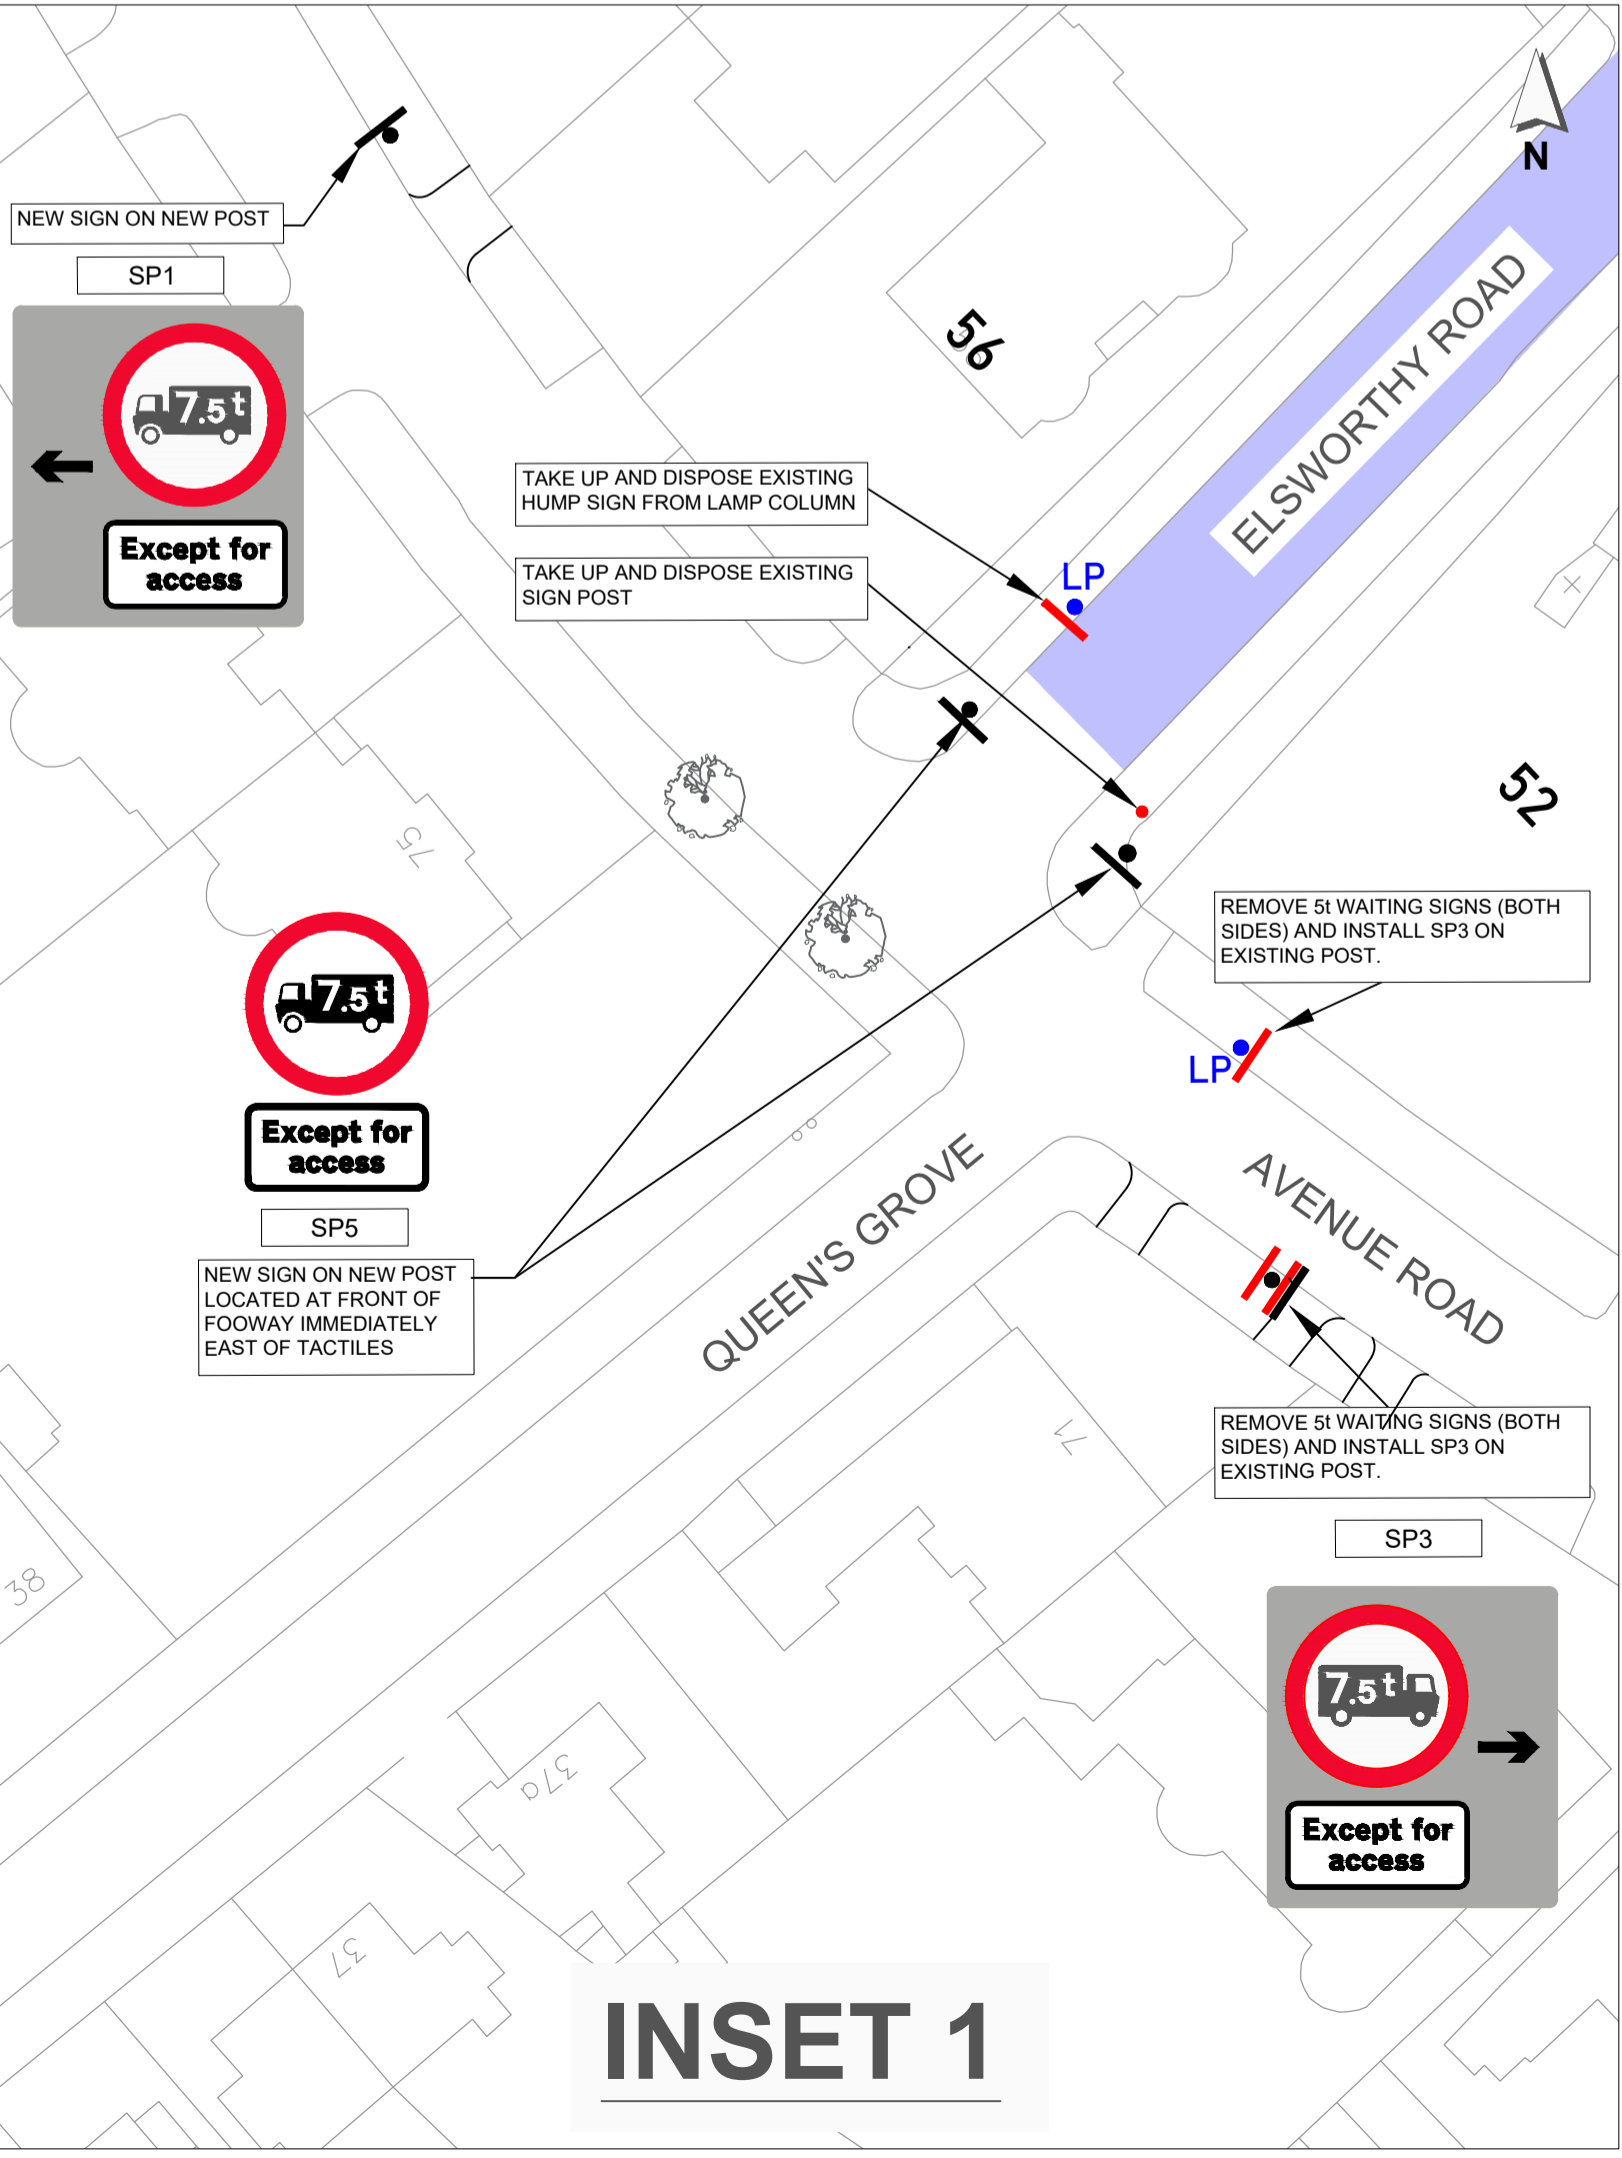 N
NEW SIGN ON NEW POST
SP1
7.5t
Except for
access
56
ELSWORTHY ROAD
TAKE UP AND DISPOSE EXISTING
HUMP SIGN FROM LAMP COLUMN
LP
TAKE UP AND DISPOSE EXISTING
SIGN POST
52
75
REMOVE 5t WAITING SIGNS (BOTH
SIDES) AND INSTALL SP3 ON
EXISTING POST.
LP
7.5t
Except for
access
SP5
NEW SIGN ON NEW POST
LOCATED AT FRONT OF
FOOWAY IMMEDIATELY
EAST OF TACTILES
QUEEN'S GROVE
AVENUE ROAD
71
REMOVE 5t WAITING SIGNS (BOTH
SIDES) AND INSTALL SP3 ON
EXISTING POST.
SP3
38
7.5t
Except for
access
37a
37
INSET 1